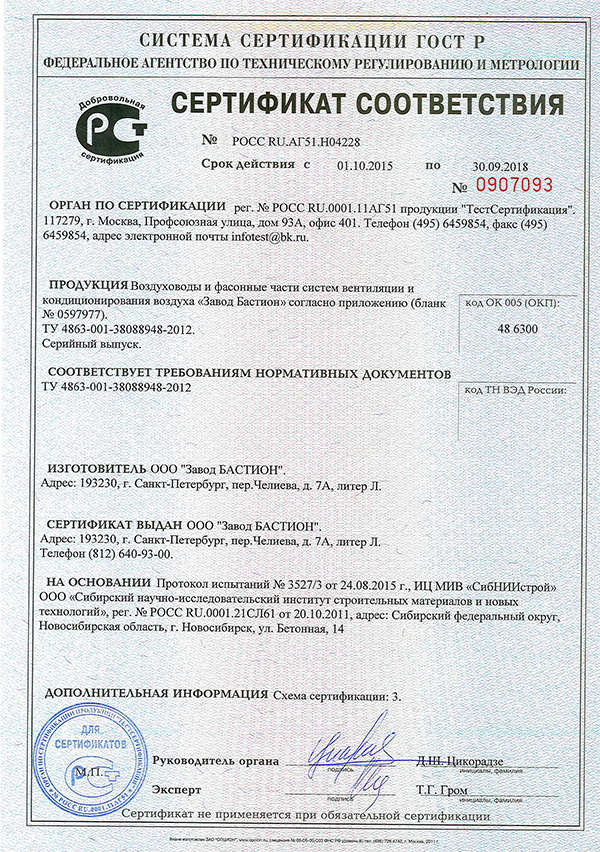 СИСТЕМА СЕРТИФИКАЦИИ ГОСТ Р
ФЕДЕРАЛЬНОЕ АГЕНТСТВО ПО ТЕХНИЧЕСКОМУ РЕГУЛИРОВАНИЮ И МЕТРОЛОГИИ
Добровольная
РСТ
сертификация
СЕРТИФИКАТ СООТВЕТСТВИЯ
№ РОСС RU.АГ51.Н04228
Срок действия с 01.10.2015 по 30.09.2018
№ 0907093
ОРГАН ПО СЕРТИФИКАЦИИ рег. № РОСС RU.0001.11АГ51 продукции "ТестСертификация".
117279, г. Москва, Профсоюзная улица, дом 93А, офис 401. Телефон (495) 6459854, факс (495)
6459854, адрес электронной почты infotest@bk.ru.
ПРОДУКЦИЯ Воздуховоды и фасонные части систем вентиляции и
кондиционирования воздуха «Завод Бастион» согласно приложению (бланк
№ 0597977).
ТУ 4863-001-38088948-2012.
Серийный выпуск.
код ОК 005 (ОКП):
48 6300
СООТВЕТСТВУЕТ ТРЕБОВАНИЯМ НОРМАТИВНЫХ ДОКУМЕНТОВ
ТУ 4863-001-38088948-2012
код ТН ВЭД России:
ИЗГОТОВИТЕЛЬ ООО "Завод БАСТИОН".
Адрес: 193230, г. Санкт-Петербург, пер.Челиева, д. 7А, литер Л.
СЕРТИФИКАТ ВЫДАН ООО "Завод БАСТИОН".
Адрес: 193230, г. Санкт-Петербург, пер.Челиева, д. 7А, литер Л.
Телефон (812) 640-93-00.
НА ОСНОВАНИИ Протокол испытаний № 3527/3 от 24.08.2015 г., ИЦ МИВ «СибНИИстрой»
ООО «Сибирский научно-исследовательский институт строительных материалов и новых
технологий», рег. № РОСС RU.0001.21СЛ61 от 20.10.2011, адрес: Сибирский федеральный округ,
Новосибирская область, г. Новосибирск, ул. Бетонная, 14
ДОПОЛНИТЕЛЬНАЯ ИНФОРМАЦИЯ Схема сертификации: 3.
ДЛЯ
СЕРТИФИКАТОВ
М.П.
Руководитель органа
подпись
Д.Ш. Цикорадзе
инициалы, фамилия
Эксперт
подпись
Т.Г. Гром
инициалы, фамилия
Сертификат не применяется при обязательной сертификации